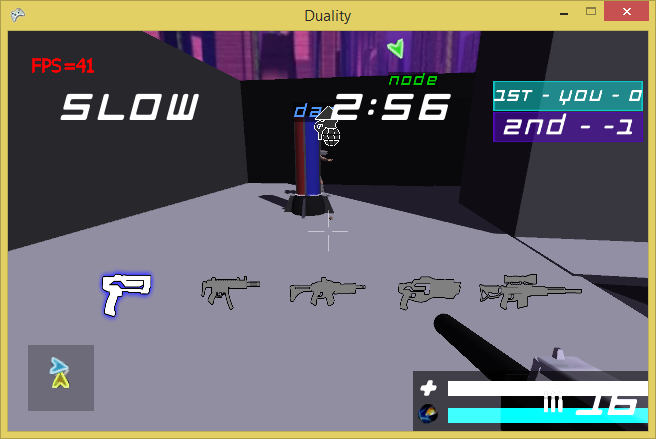 Duality
FPS=41
node
SLOW
da
2:56
1ST - YOU - 0
2ND - -1
16